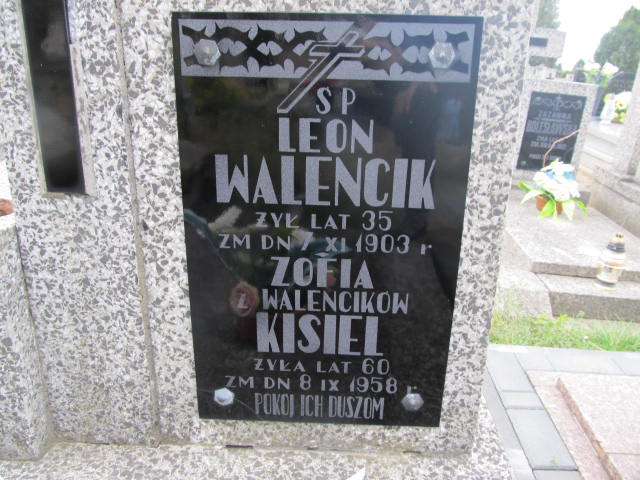 S P
LEON
WALENCIK
ŻYŁ LAT 35
ZM DN 7 XI 1903 r
ZOFIA
Z WALENCIKÓW
KISIEL
ŻYŁA LAT 60
ZM DN 8 IX 1958 r.
POKÓJ ICH DUSZOM
ZUZANNA